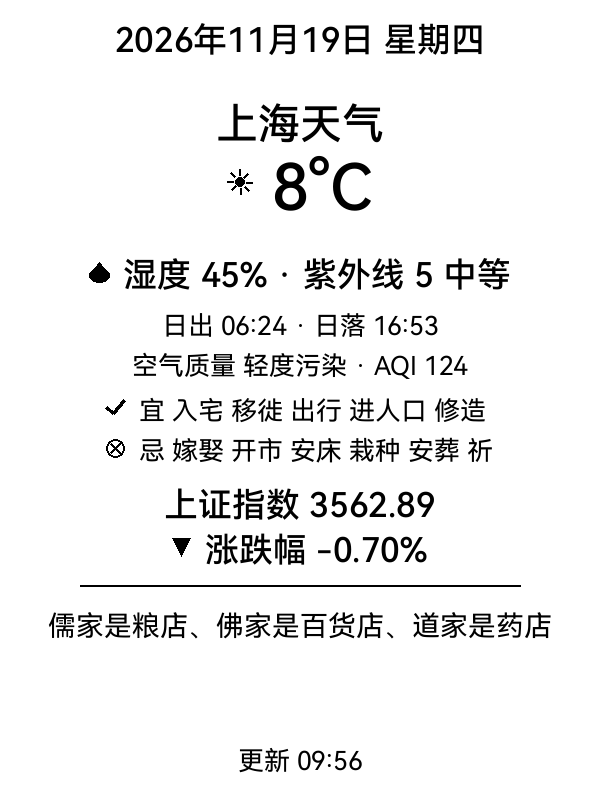 2026年11月19日 星期四
上海天气
8°C
湿度 45% · 紫外线 5 中等
日出 06:24 · 日落 16:53
空气质量 轻度污染 · AQI 124
宜 入宅 移徙 出行 进人口 修造
忌 嫁娶 开市 安床 栽种 安葬 祈
上证指数 3562.89
涨跌幅 -0.70%
儒家是粮店、佛家是百货店、道家是药店
更新 09:56